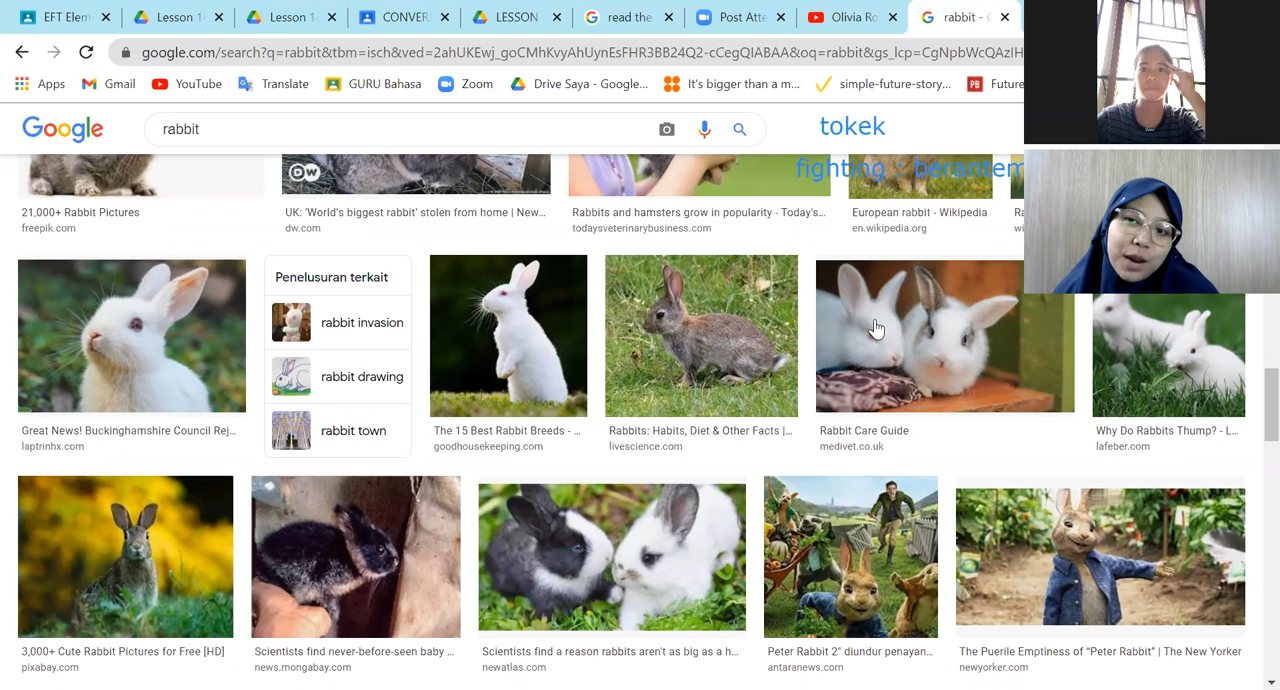 EFT Elem
Lesson 1
Lesson 1
CONVER
LESSON
read the
Post Atte
Olivia Ro
rabbit - G
google.com/search?q=rabbit&tbm=isch&ved=2ahUKEwj_goCMhKvyAhUynEsFHR3BB24Q2-cCegQIABAA&oq=rabbit&gs_lcp=CgNpbWcQAzIH
Apps
Gmail
YouTube
Translate
GURU Bahasa
Zoom
Drive Saya - Google...
It's bigger than a m...
simple-future-story...
PB
Future
Google
rabbit
tokek
fighting : berantem
DW
21,000+ Rabbit Pictures
freepik.com
UK: 'World's biggest rabbit' stolen from home | New...
dw.com
Rabbits and hamsters grow in popularity - Today's...
todaysveterinarybusiness.com
European rabbit - Wikipedia
en.wikipedia.org
Ra
Penelusuran terkait
rabbit invasion
rabbit drawing
rabbit town
Great News! Buckinghamshire Council Rej...
laptrinhx.com
The 15 Best Rabbit Breeds - ...
goodhousekeeping.com
Rabbits: Habits, Diet & Other Facts |...
livescience.com
Rabbit Care Guide
medivet.co.uk
Why Do Rabbits Thump? - L...
lafeber.com
3,000+ Cute Rabbit Pictures for Free [HD]
pixabay.com
Scientists find never-before-seen baby ...
news.mongabay.com
Scientists find a reason rabbits aren't as big as a h...
newatlas.com
Peter Rabbit 2" diundur penayan...
antaranews.com
The Puerile Emptiness of “Peter Rabbit” | The New Yorker
newyorker.com